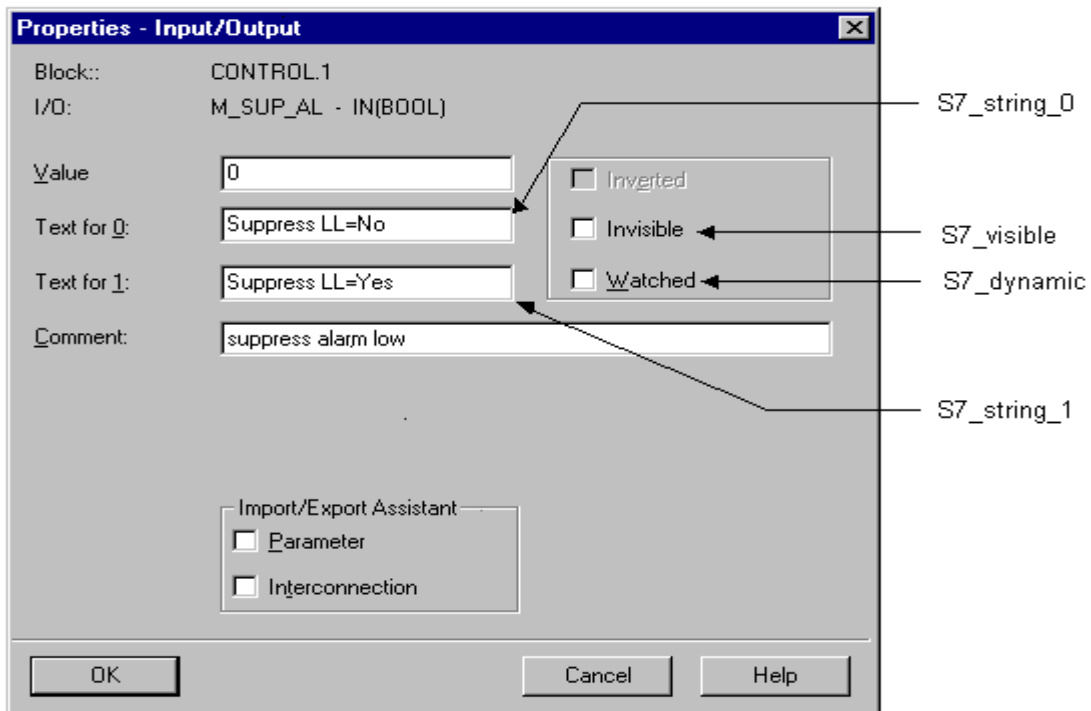 Properties - Input/Output
Block:: CONTROL.1
I/O: M_SUP_AL - IN(BOOL)
S7_string_0
Value 0
Inverted
Text for 0: Suppress LL=No
Invisible
S7_visible
Text for 1: Suppress LL=Yes
Watched
S7_dynamic
Comment: suppress alarm low
S7_string_1
Import/Export Assistant
Parameter
Interconnection
OK Cancel Help